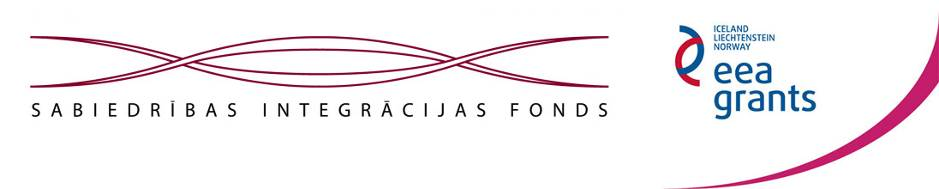 SABIEDRĪBAS INTEGRĀCIJAS FONDS
ICELAND
LIECHTENSTEIN
NORWAY
eea
grants